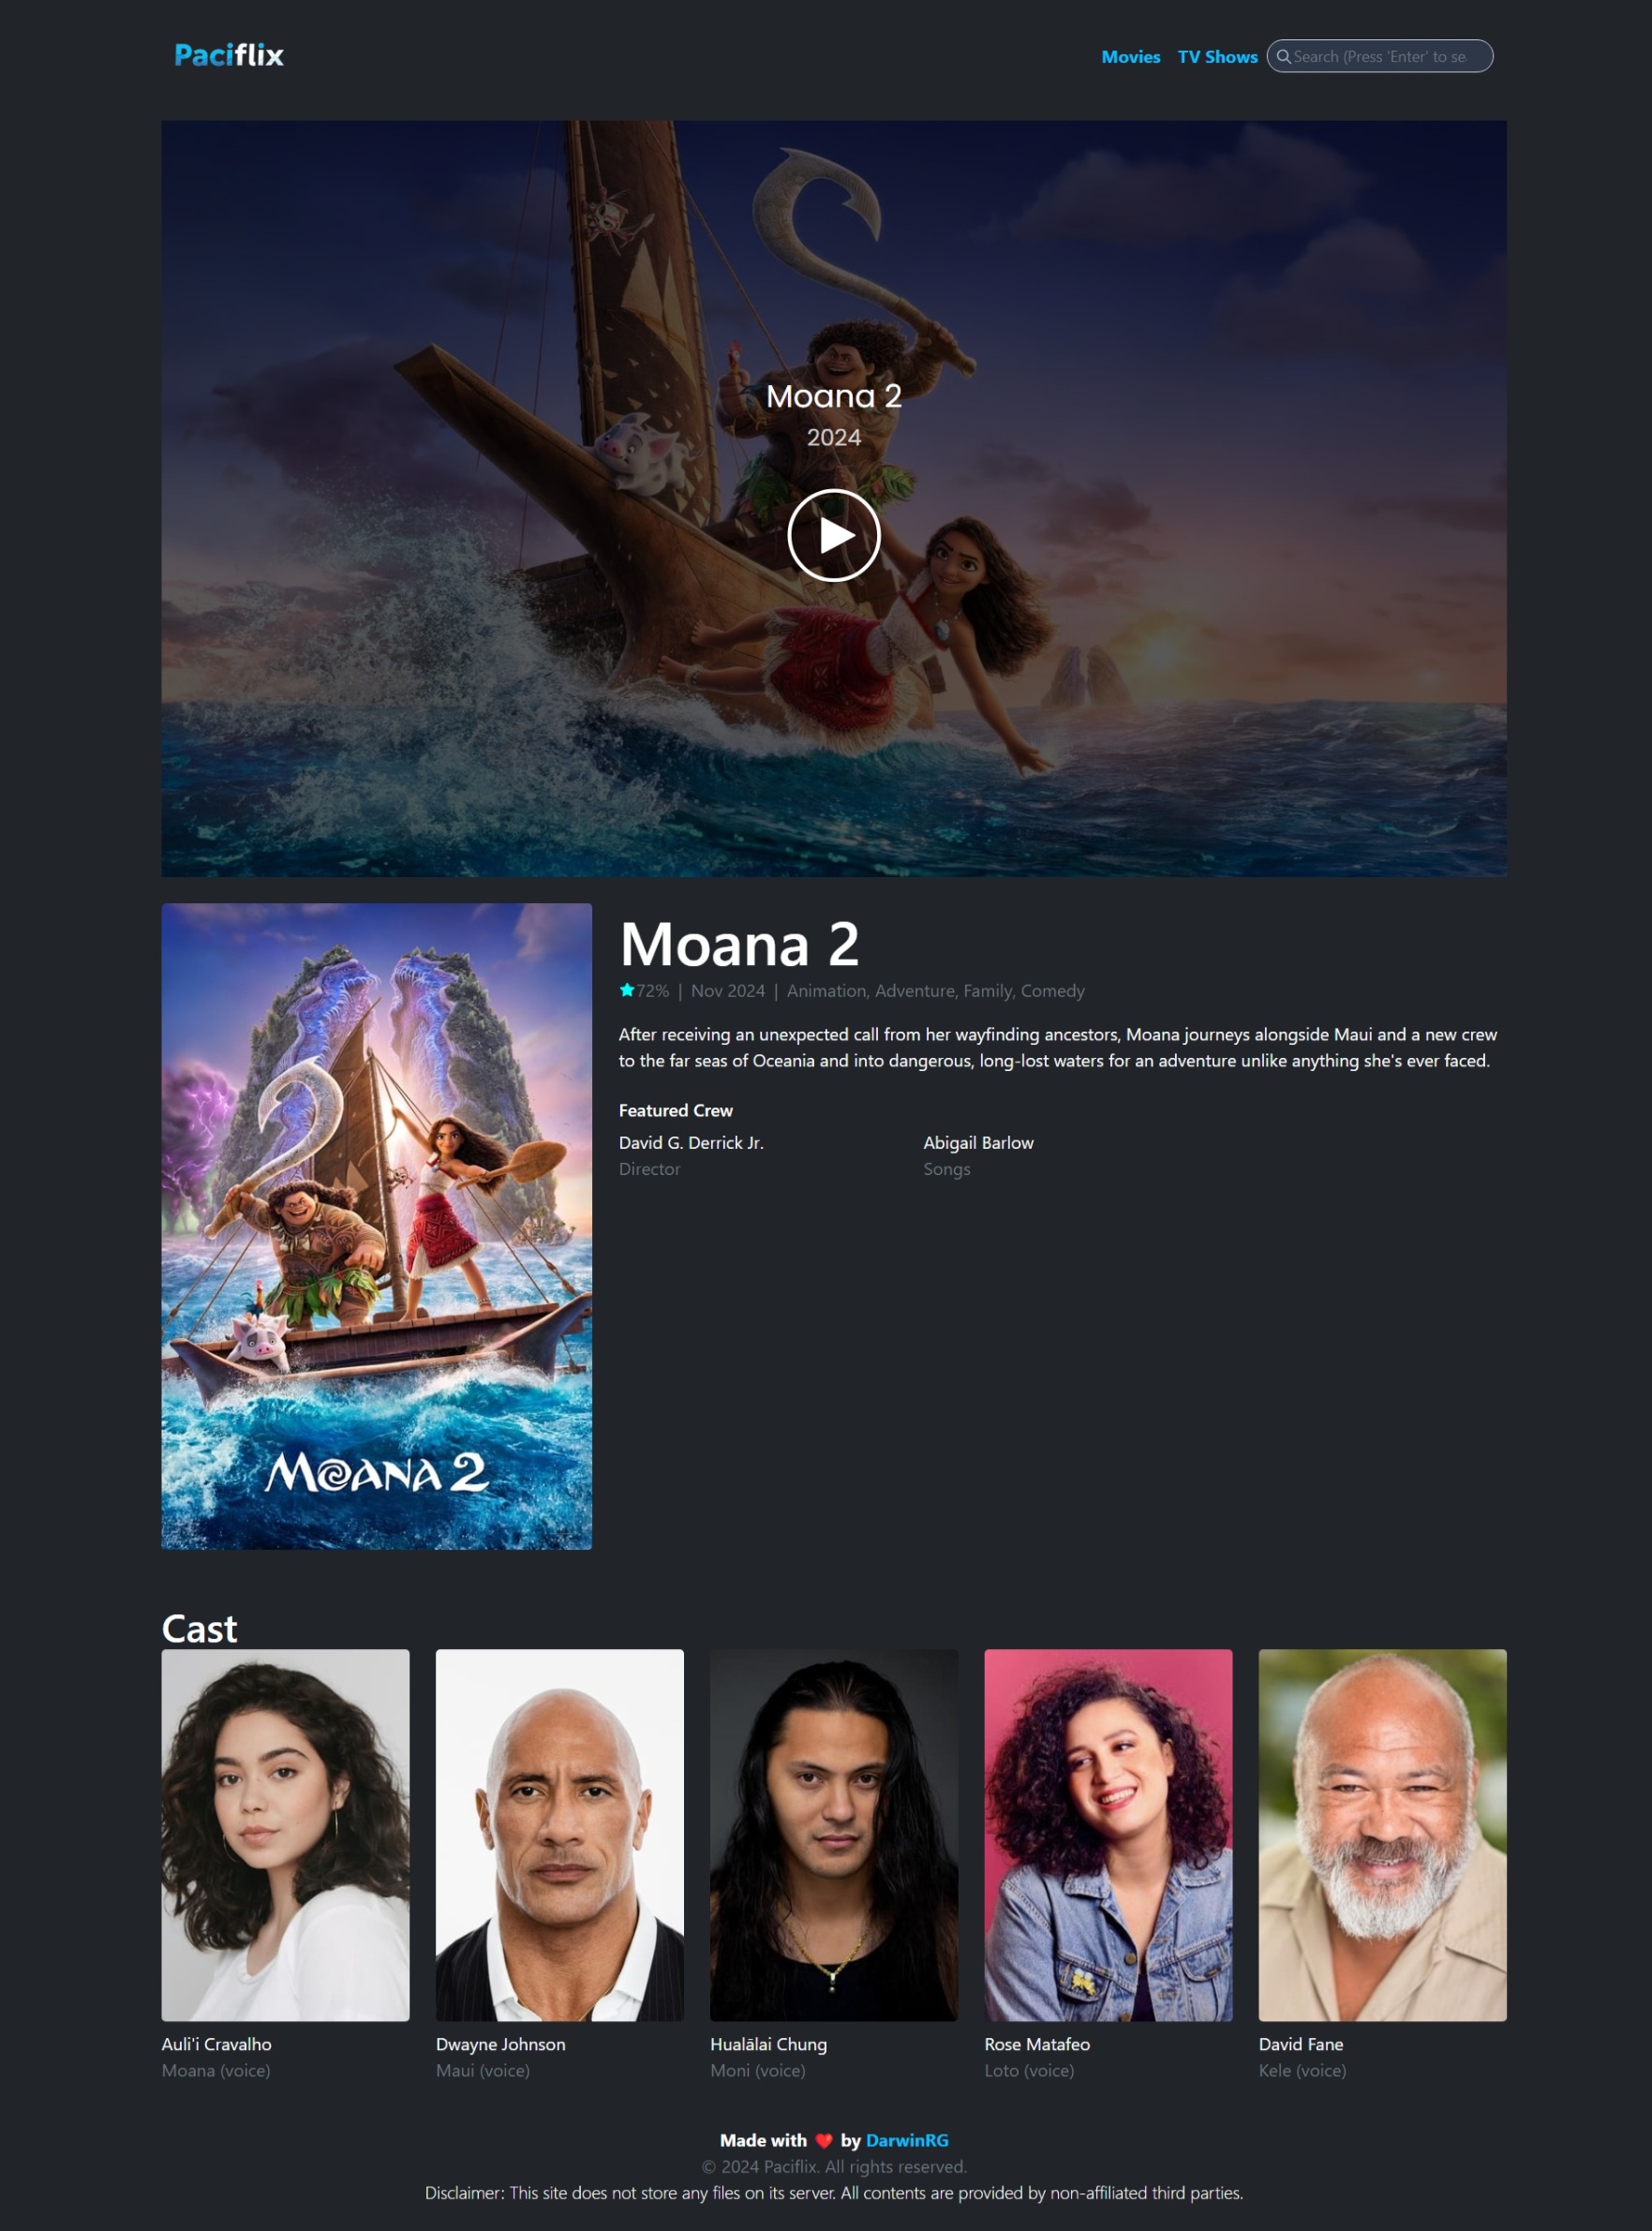 Paciflix
Movies TV Shows Search (Press 'Enter' to se
Moana 2
2024
Moana 2
72% | Nov 2024 | Animation, Adventure, Family, Comedy
After receiving an unexpected call from her wayfinding ancestors, Moana journeys alongside Maui and a new crew
to the far seas of Oceania and into dangerous, long-lost waters for an adventure unlike anything she's ever faced.
Featured Crew
David G. Derrick Jr. Abigail Barlow
Director Songs
MOANA 2
Cast
Auli'i Cravalho Dwayne Johnson Hualālai Chung Rose Matafeo David Fane
Moana (voice) Maui (voice) Moni (voice) Loto (voice) Kele (voice)
Made with ❤️ by DarwinRG
© 2024 Paciflix. All rights reserved.
Disclaimer: This site does not store any files on its server. All contents are provided by non-affiliated third parties.